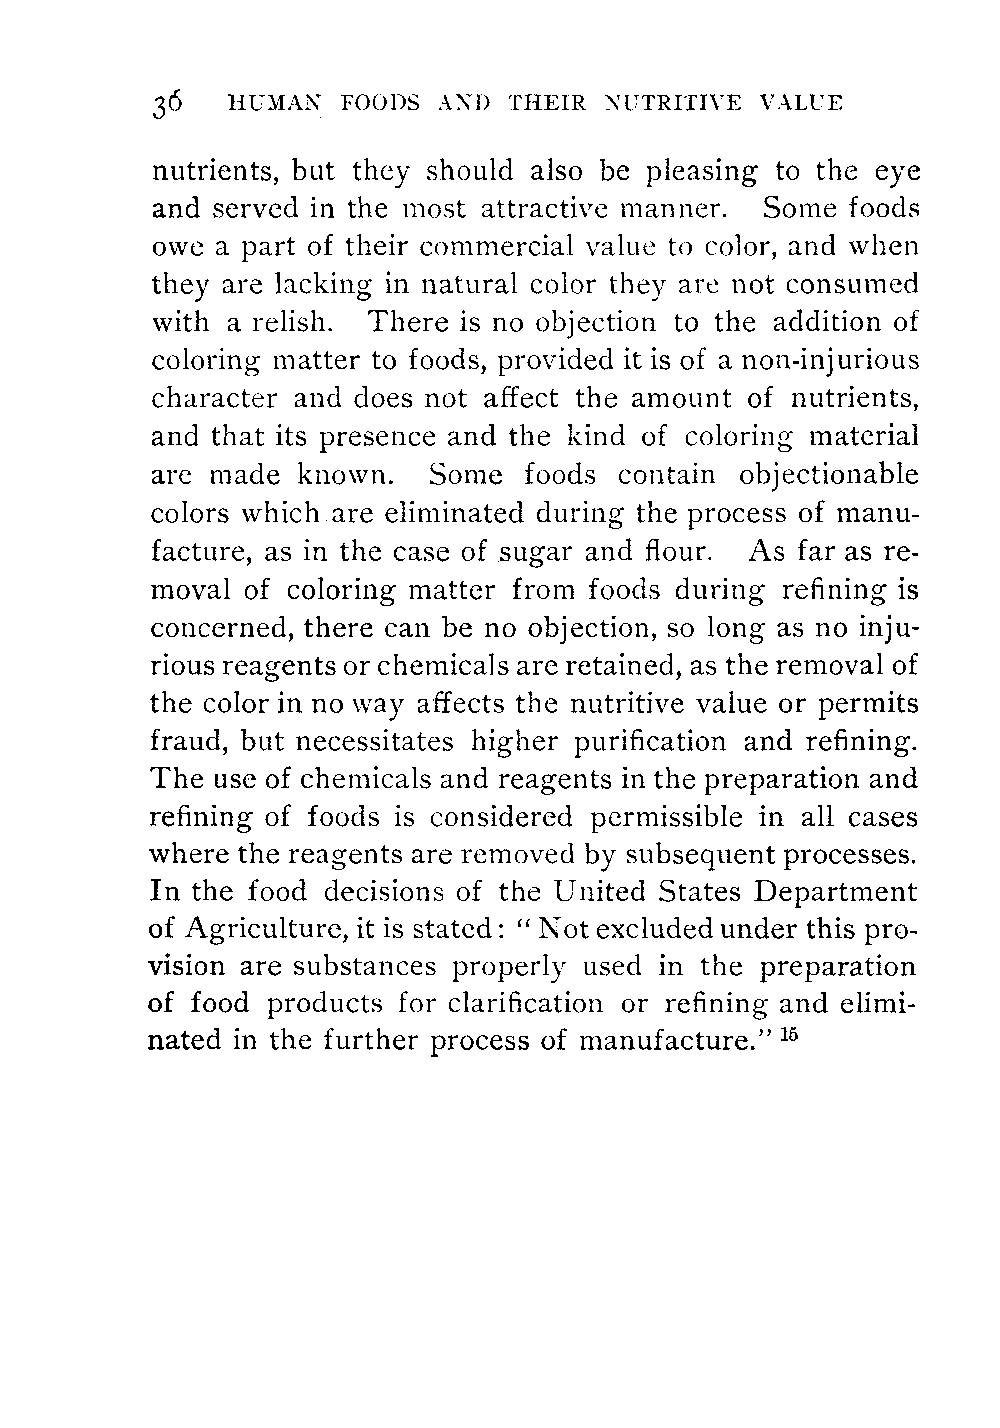 36 HUMAN FOODS AND THEIR NUTRITIVE VALUE
nutrients, but they should also be pleasing to the eye
and served in the most attractive manner. Some foods
owe a part of their commercial value to color, and when
they are lacking in natural color they are not consumed
with a relish. There is no objection to the addition of
coloring matter to foods, provided it is of a non-injurious
character and does not affect the amount of nutrients,
and that its presence and the kind of coloring material
are made known. Some foods contain objectionable
colors which are eliminated during the process of manu-
facture, as in the case of sugar and flour. As far as re-
moval of coloring matter from foods during refining is
concerned, there can be no objection, so long as no inju-
rious reagents or chemicals are retained, as the removal of
the color in no way affects the nutritive value or permits
fraud, but necessitates higher purification and refining.
The use of chemicals and reagents in the preparation and
refining of foods is considered permissible in all cases
where the reagents are removed by subsequent processes.
In the food decisions of the United States Department
of Agriculture, it is stated: “Not excluded under this pro-
vision are substances properly used in the preparation
of food products for clarification or refining and elimi-
nated in the further process of manufacture.” 15